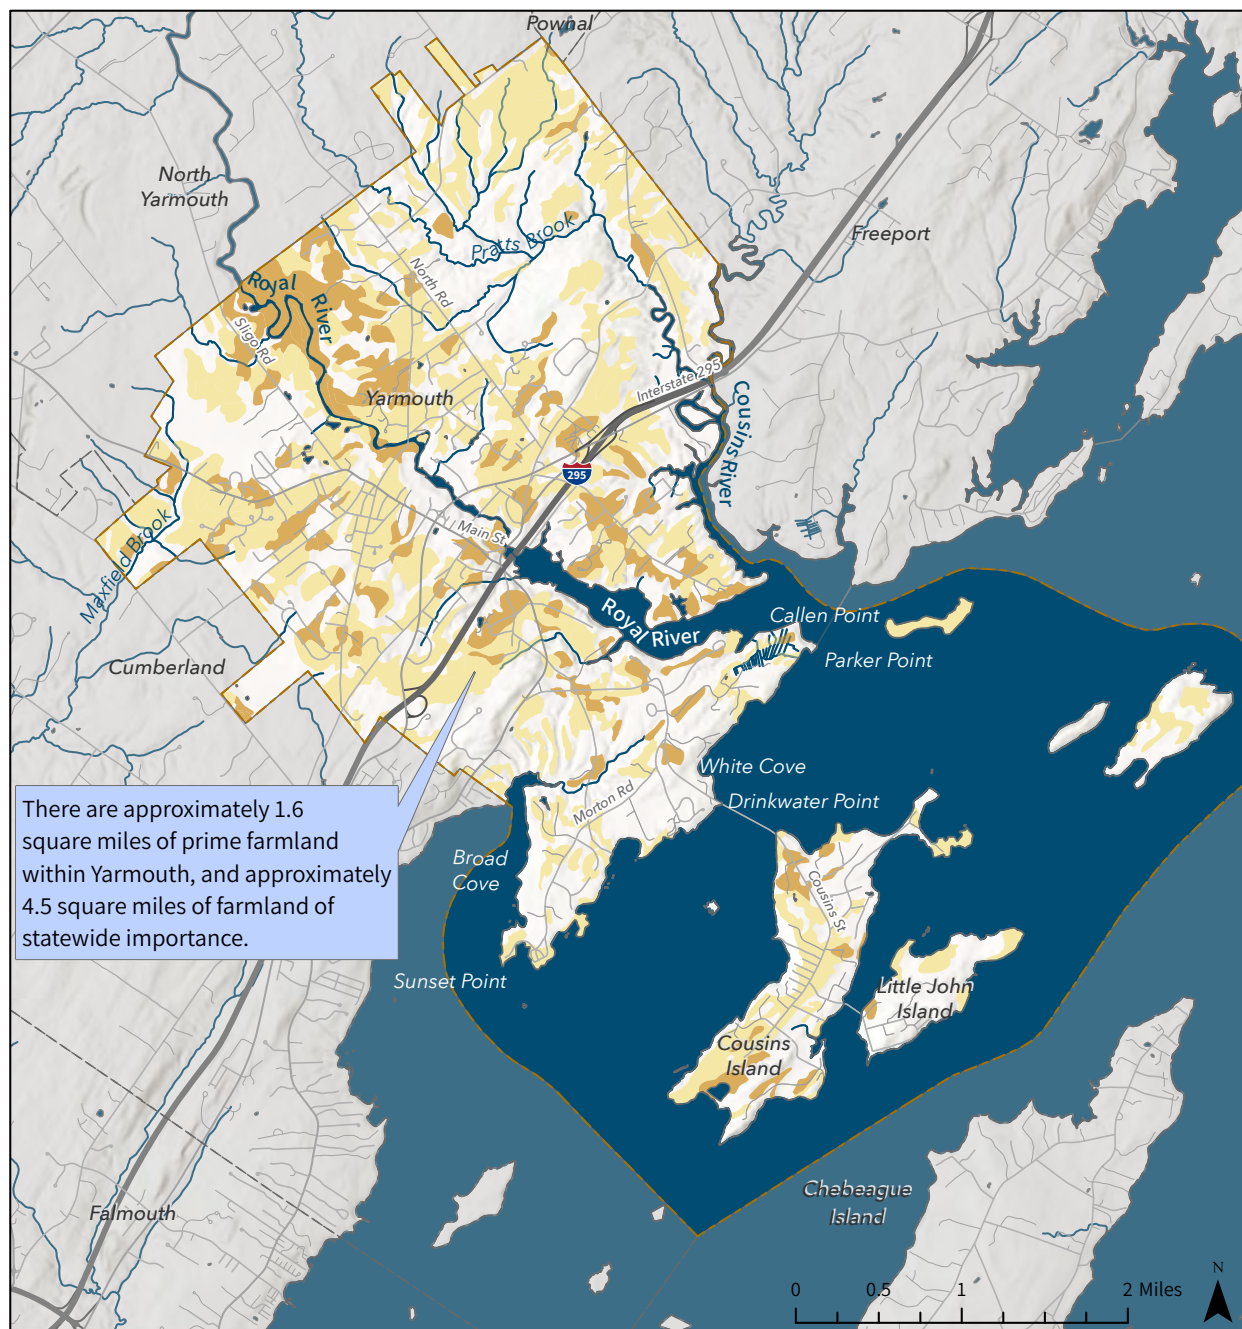 Pownal
North
Yarmouth
Freeport
Pratts Brook
North Rd
Royal River
Sligo Rd
Yarmouth
Interstate 295
Cousins River
295
Main St
Maxfield Brook
Royal River
Callen Point
Parker Point
Cumberland
White Cove
Drinkwater Point
Morton Rd
There are approximately 1.6
square miles of prime farmland
within Yarmouth, and approximately
4.5 square miles of farmland of
statewide importance.
Broad
Cove
Cousins St
Sunset Point
Little John
Island
Cousins
Island
Chebeague
Island
Falmouth
N
0 0.5 1 2 Miles